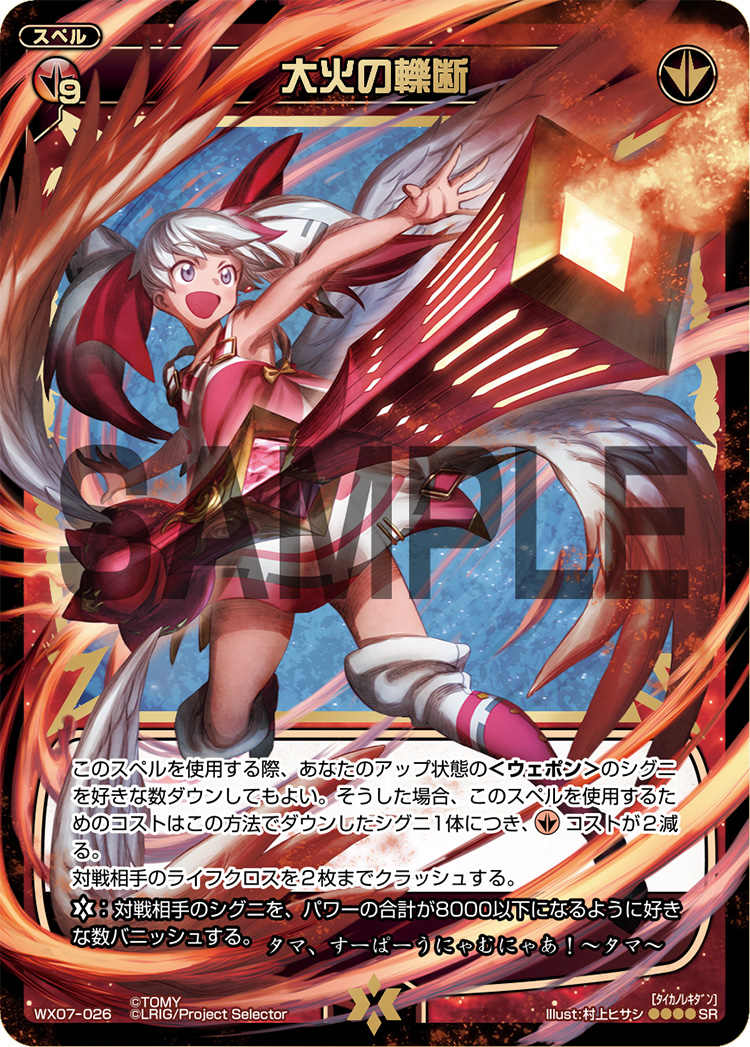 スペル
9
大火の轢断
SAMPLE
このスペルを使用する際、あなたのアップ状態の<ウェポン>のシグニ
を好きな数ダウンしてもよい。そうした場合、このスペルを使用するた
めのコストはこの方法でダウンしたシグニ1体につき、コストが2減
る。
対戦相手のライフクロスを2枚までクラッシュする。
:対戦相手のシグニを、パワーの合計が8000以下になるように好き
な数バニッシュする。
タマ、すーぱーうにゃむにゃあ!~タマ~
©TOMY
[タイカノレキダン]
WX07-026 ©LRIG/Project Selector
Illust:村上ヒサシ SR